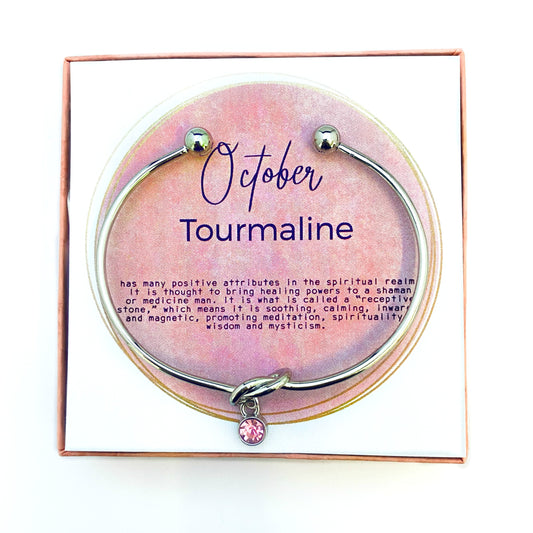 October
Tourmaline
has many positive attributes in the spiritual realm
It is thought to bring healing powers to a shaman
or medicine man. It is what is called a "receptive
stone," which means it is soothing, calming, inwar
and magnetic, promoting meditation, spirituality
wisdom and mysticism.